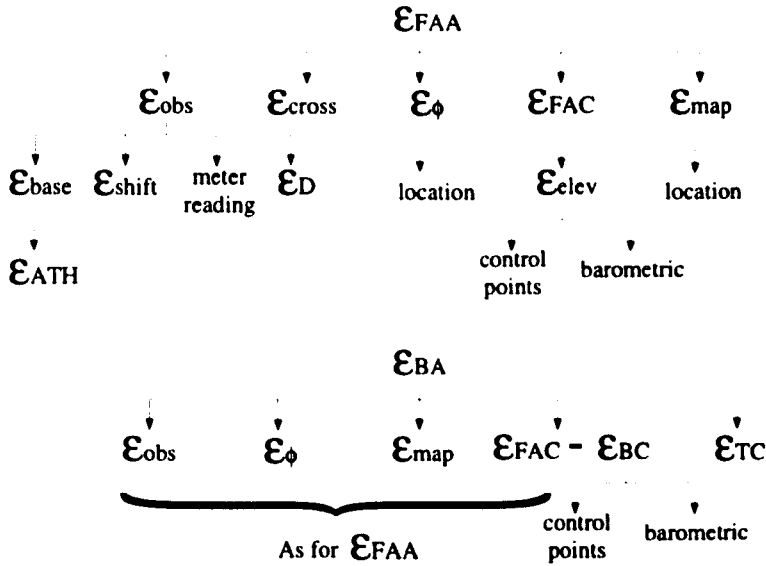 εFAA
εobs εcross εϕ εFAC εmap
εbase εshift meter reading εD location εelev location
εATH control points barometric
εBA
εobs εϕ εmap εFAC - εBC εTC
control points barometric
As for εFAA